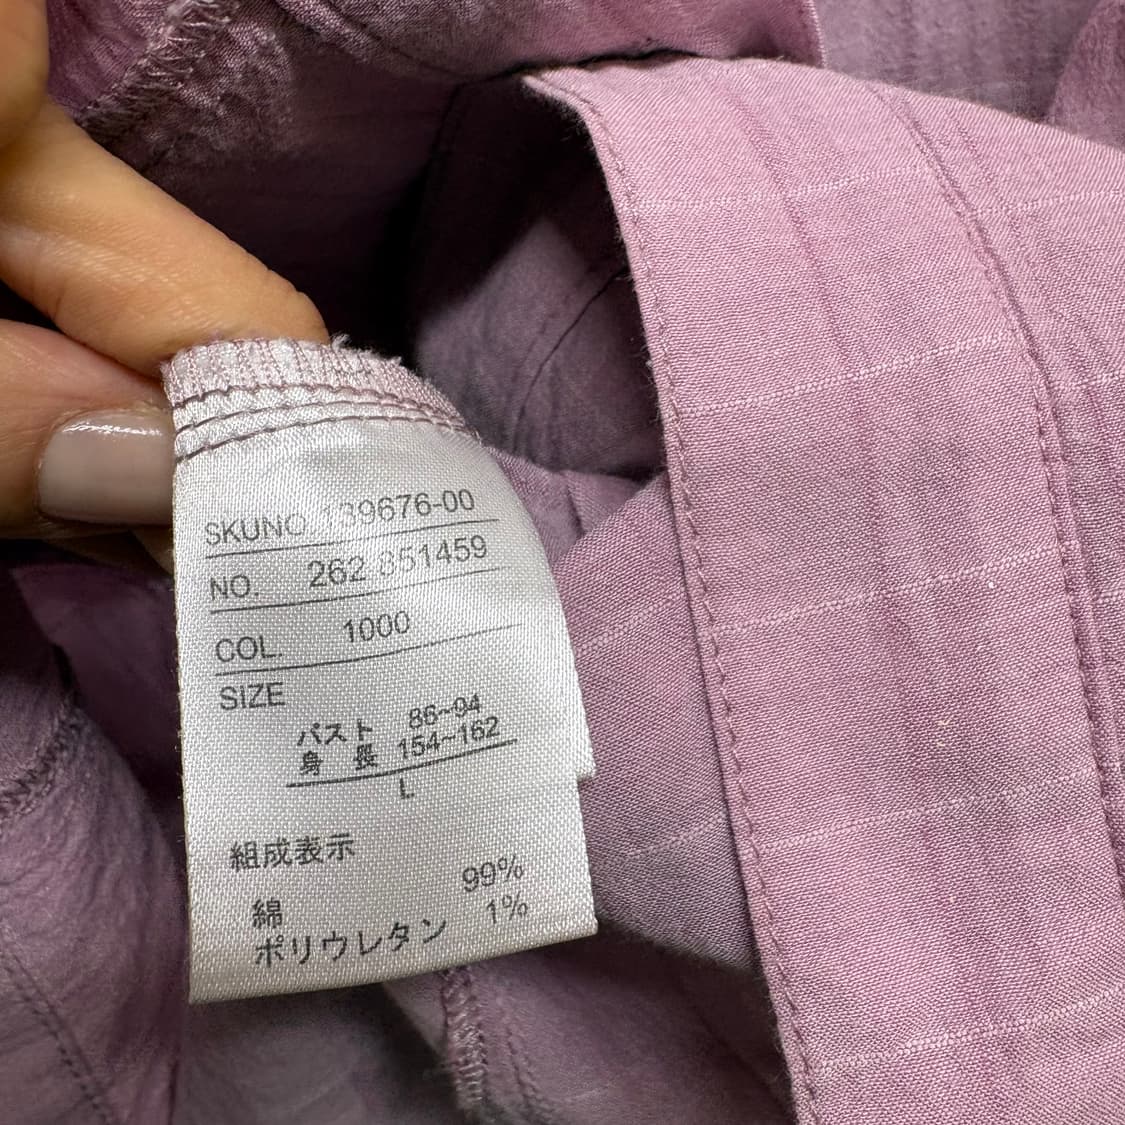 SKUNO. 139676-00
NO. 262 851459
COL. 1000
SIZE
バスト 86~94
身 長 154~162
L
組成表示
綿 99%
ポリウレタン 1%